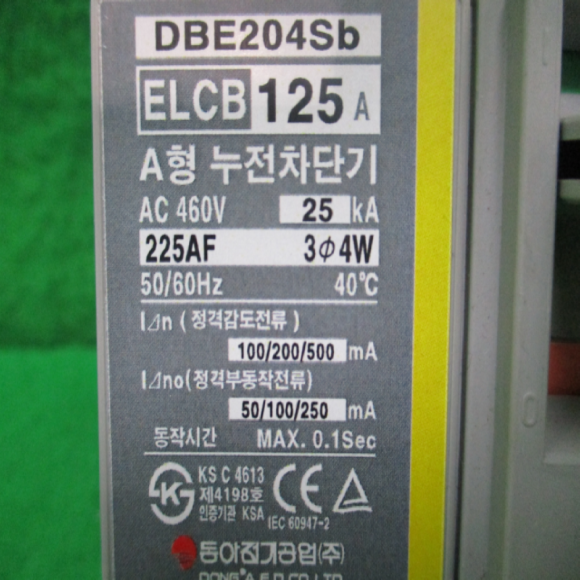 DBE204Sb
ELCB 125 A
A형 누전차단기
AC 460V 25 kA
225AF 3ϕ4W
50/60Hz 40℃
I⊿n ( 정격감도전류 )
100/200/500 mA
I⊿no(정격부동작전류)
50/100/250 mA
동작시간 MAX. 0.1Sec
KS C 4613
제4198호
인증기관 KSA
CE
IEC 60947-2
동아전기공업(주)